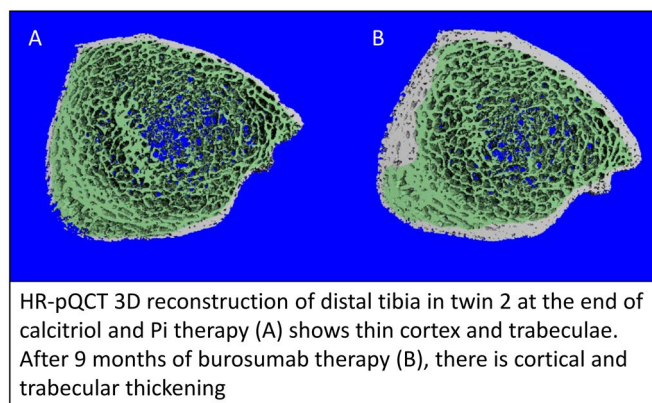 A
B
HR-pQCT 3D reconstruction of distal tibia in twin 2 at the end of
calcitriol and Pi therapy (A) shows thin cortex and trabeculae.
After 9 months of burosumab therapy (B), there is cortical and
trabecular thickening